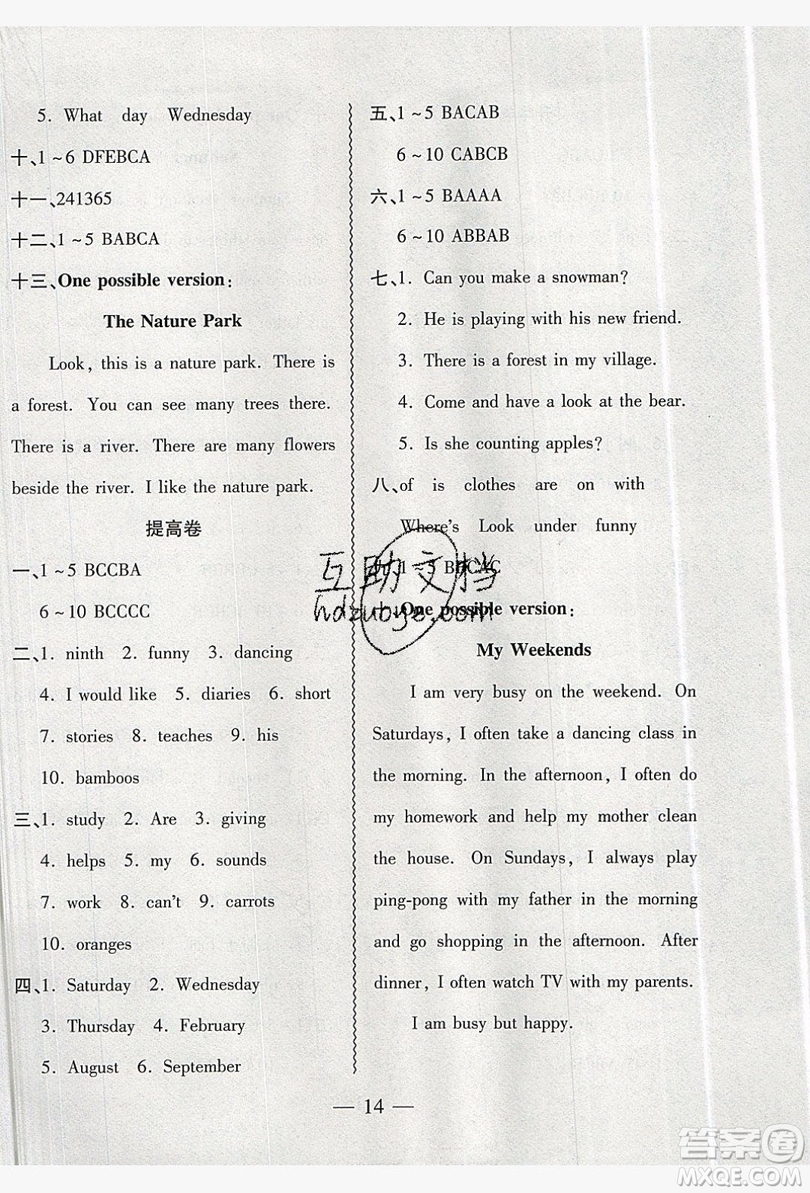 5. What day Wednesday
十、1~6 DFEBCA
十一、241365
十二、1~5 BABCA
十三、One possible version:
The Nature Park
Look, this is a nature park. There is
a forest. You can see many trees there.
There is a river. There are many flowers
beside the river. I like the nature park.
提高卷
一、1~5 BCCBA
6~10 BCCCC
二、1. ninth 2. funny 3. dancing
4. I would like 5. diaries 6. short
7. stories 8. teaches 9. his
10. bamboos
三、1. study 2. Are 3. giving
4. helps 5. my 6. sounds
7. work 8. can't 9. carrots
10. oranges
四、1. Saturday 2. Wednesday
3. Thursday 4. February
5. August 6. September
五、1~5 BACAB
6~10 CABCB
六、1~5 BAAAA
6~10 ABBAB
七、1. Can you make a snowman?
2. He is playing with his new friend.
3. There is a forest in my village.
4. Come and have a look at the bear.
5. Is she counting apples?
八、of is clothes are on with
Where's Look under funny
1~5
One possible version:
My Weekends
I am very busy on the weekend. On
Saturdays, I often take a dancing class in
the morning. In the afternoon, I often do
my homework and help my mother clean
the house. On Sundays, I always play
ping-pong with my father in the morning
and go shopping in the afternoon. After
dinner, I often watch TV with my parents.
I am busy but happy.
互助文档
hdzuoye.com
— 14 —
答案圈
MXQE.COM